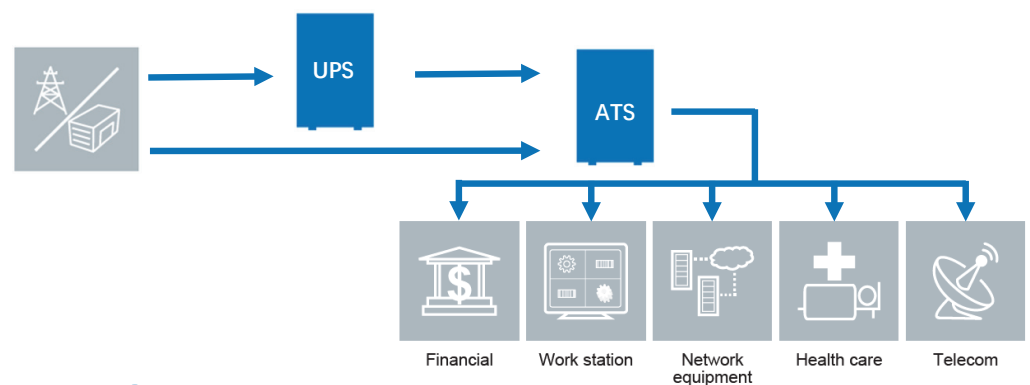 UPS
ATS
$
Financial
Work station
Network
equipment
Health care
Telecom